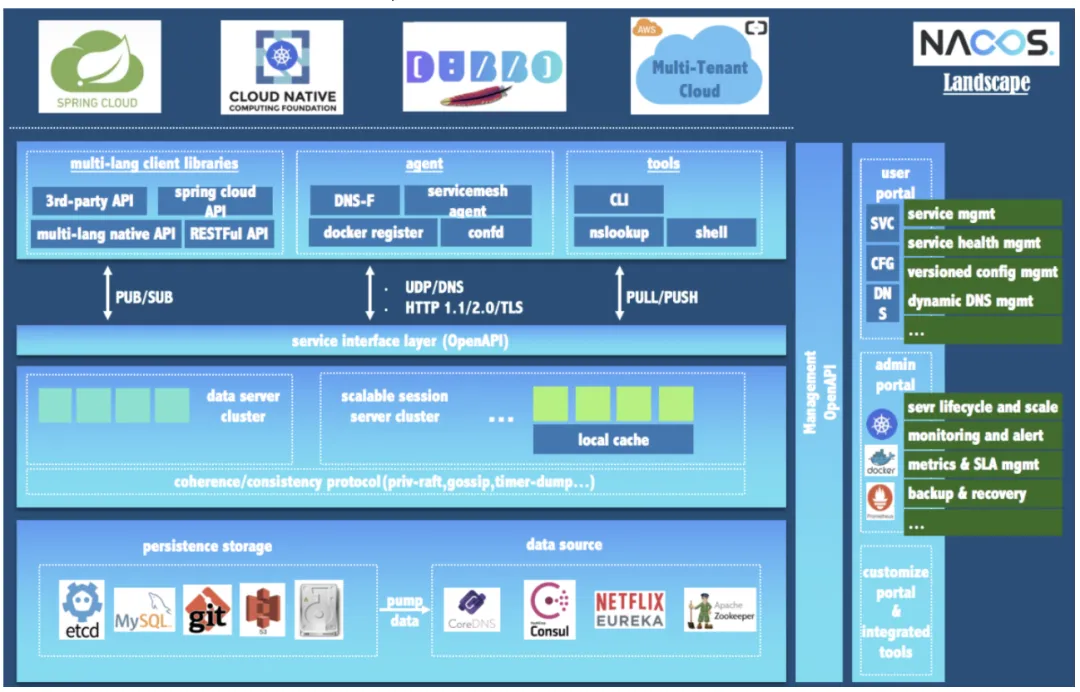 SPRING CLOUD
CLOUD NATIVE
COMPUTING FOUNDATION
DUBBO
AWS
Multi-Tenant
Cloud
NACOS.
Landscape
multi-lang client libraries
3rd-party API
spring cloud
API
multi-lang native API
RESTFul API
agent
DNS-F
servicemesh
agent
docker register
confd
tools
CLI
nslookup
shell
PUB/SUB
· UDP/DNS
· HTTP 1.1/2.0/TLS
PULL/PUSH
service interface layer (OpenAPI)
data server
cluster
scalable session
server cluster
...
local cache
coherence/consistency protocol(priv-raft,gossip,timer-dump...)
persistence storage
etcd
MySQL
git
S3
pump
data
data source
CoreDNS
HashiCorp
Consul
NETFLIX
EUREKA
Apache
Zookeeper
Management
OpenAPI
user
portal
SVC
CFG
DN
S
service mgmt
service health mgmt
versioned config mgmt
dynamic DNS mgmt
...
admin
portal
docker
Prometheus
sevr lifecycle and scale
monitoring and alert
metrics & SLA mgmt
backup & recovery
...
customize
portal
&
integrated
tools